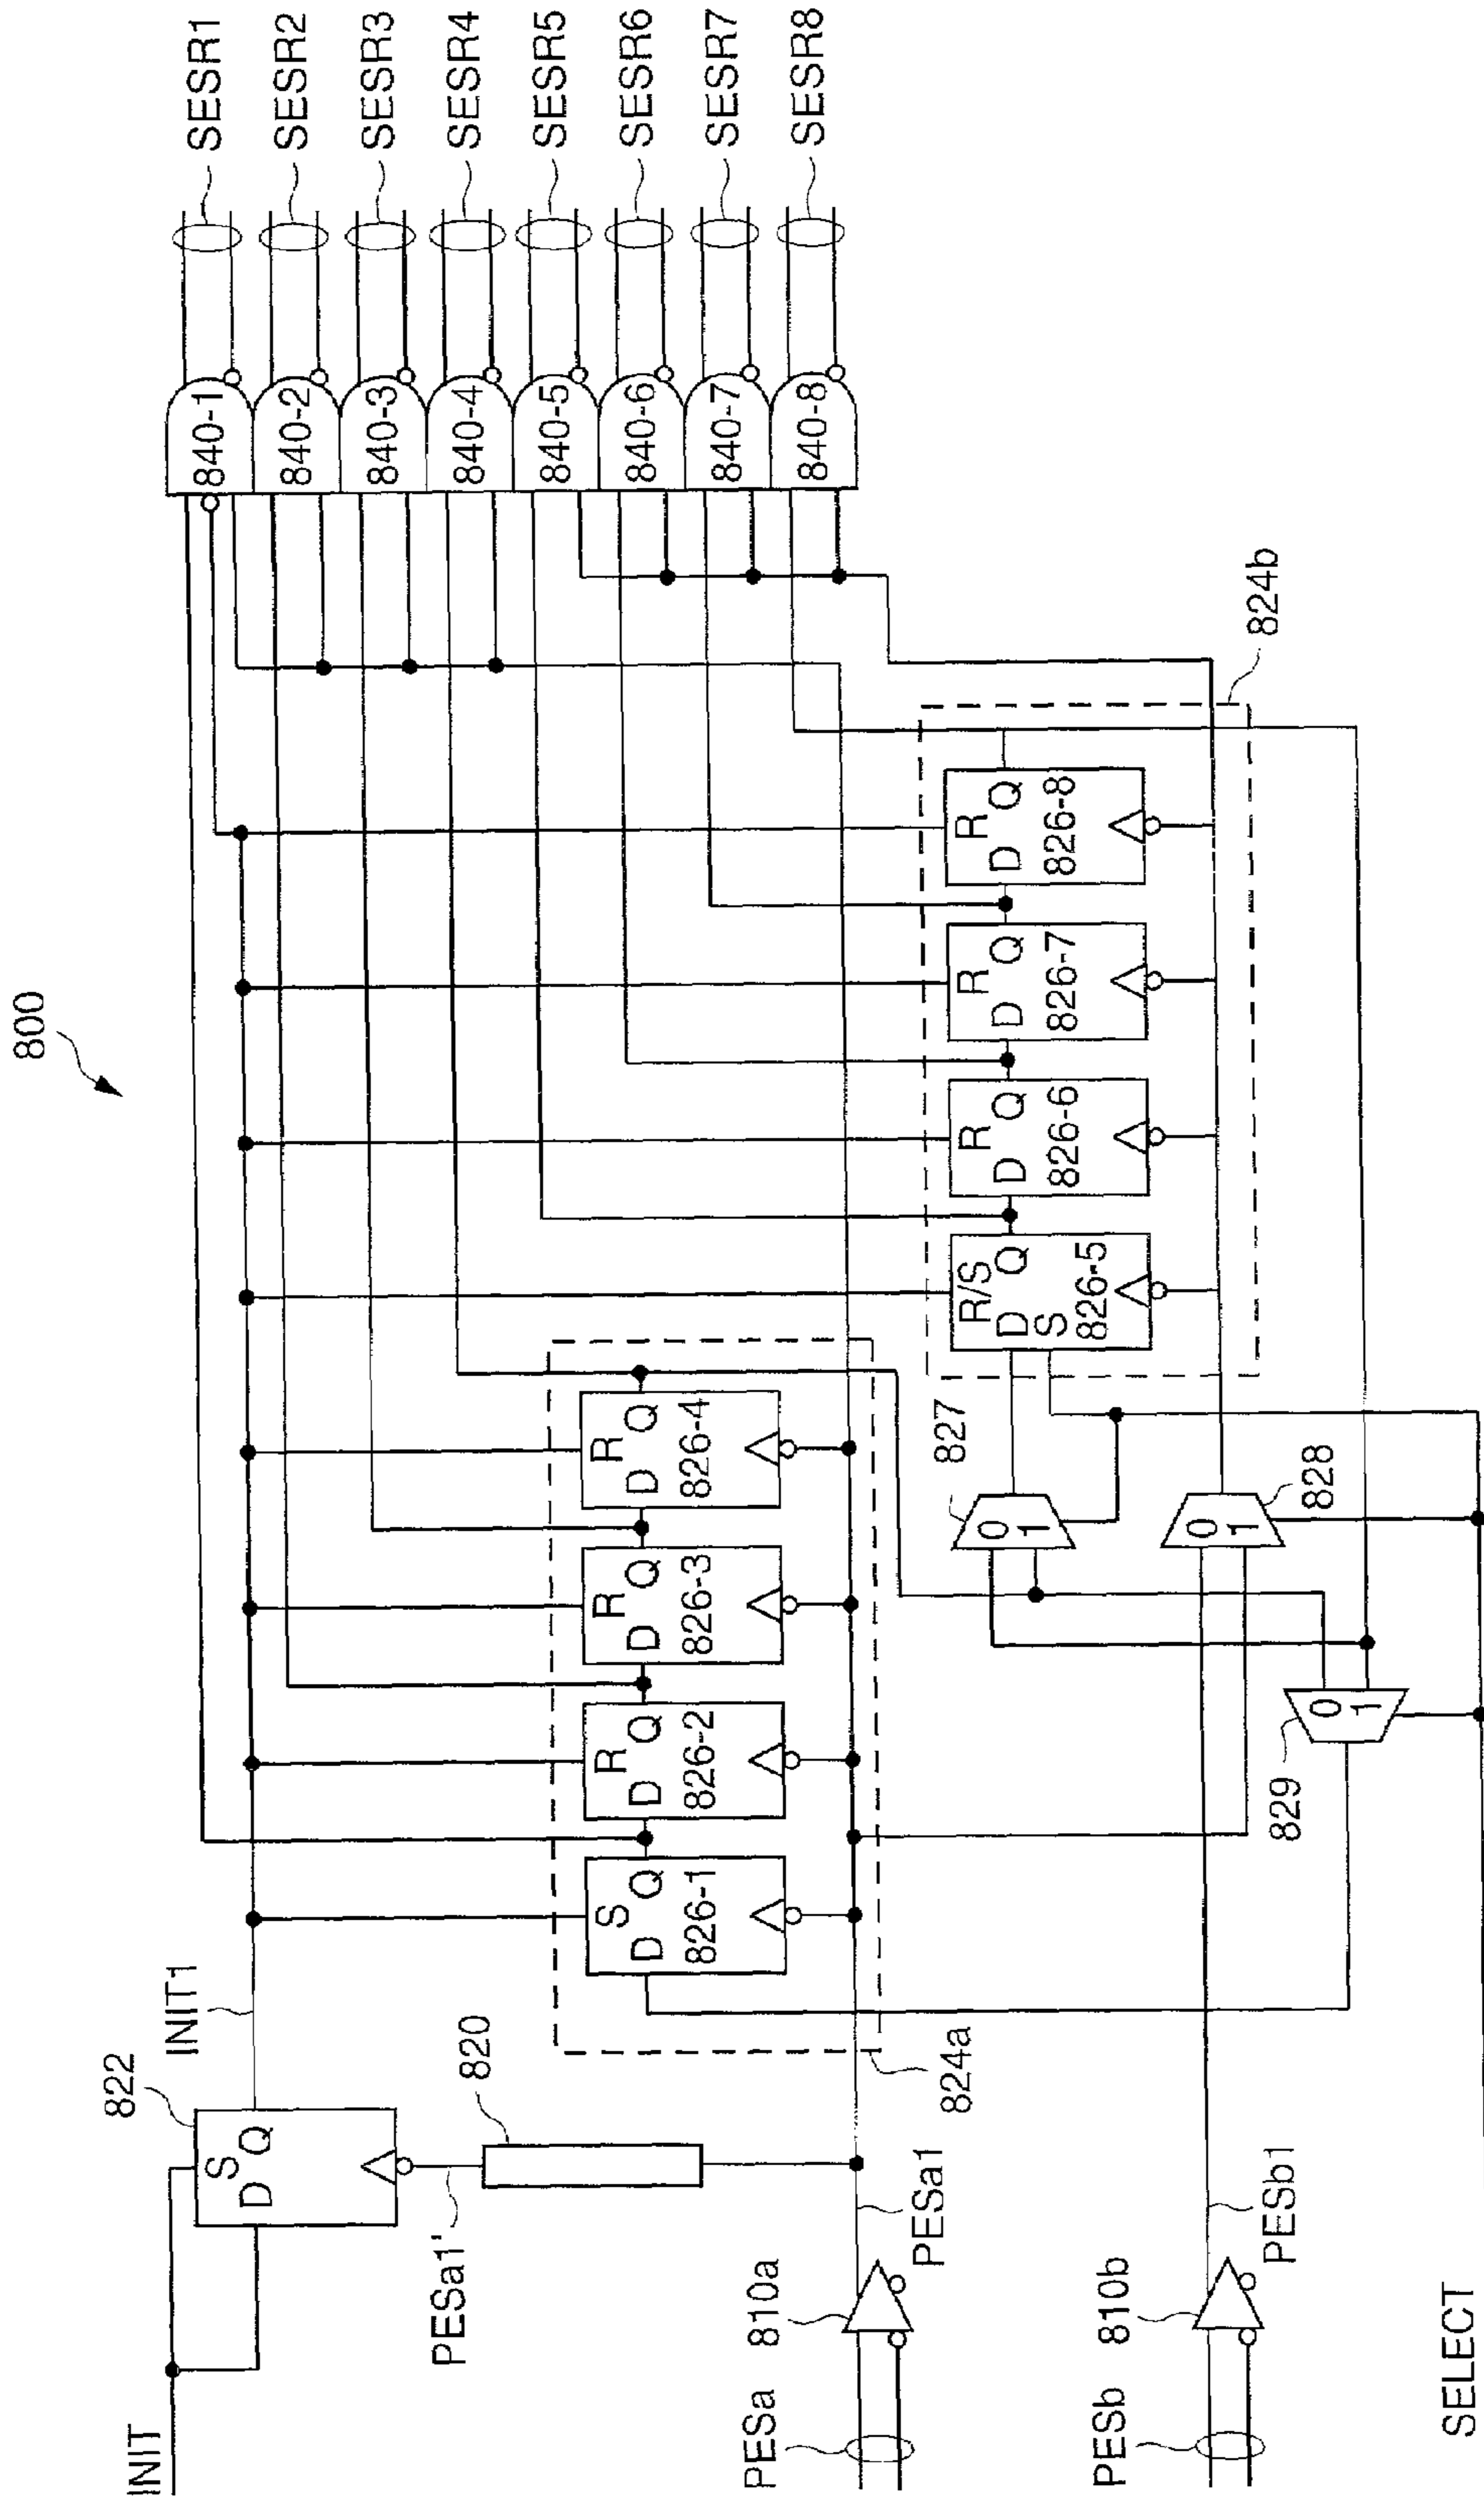 800
SESR1
SESR2
SESR3
SESR4
SESR5
SESR6
SESR7
SESR8
840-1
840-2
840-3
840-4
840-5
840-6
840-7
840-8
INIT
822
S
D Q
INIT1
PESa1'
820
824a
S
D Q
826-1
R
D Q
826-2
R
D Q
826-3
R
D Q
826-4
PESa
810a
PESa1
PESb
810b
PESb1
SELECT
829
0
1
827
0
1
828
0
1
824b
R/S
D Q
S
826-5
R
D Q
826-6
R
D Q
826-7
R
D Q
826-8